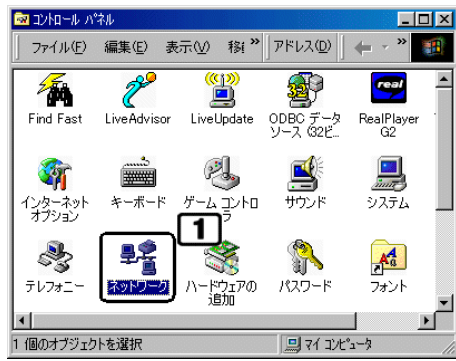 コントロール パネル
ファイル(F) 編集(E) 表示(V) 移 » アドレス(D) »
real
Find Fast LiveAdvisor LiveUpdate ODBC データ ソース (32ビ... RealPlayer G2
インターネット オプション キーボード ゲーム コントローラ サウンド システム
1
テレフォニー ネットワーク ハードウェアの追加 パスワード フォント
1 個のオブジェクトを選択 マイ コンピュータ